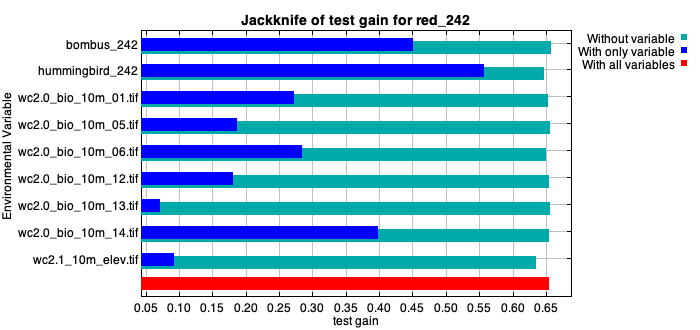 Jackknife of test gain for red_242
Without variable
With only variable
With all variables
Environmental Variable
bombus_242
hummingbird_242
wc2.0_bio_10m_01.tif
wc2.0_bio_10m_05.tif
wc2.0_bio_10m_06.tif
wc2.0_bio_10m_12.tif
wc2.0_bio_10m_13.tif
wc2.0_bio_10m_14.tif
wc2.1_10m_elev.tif
0.05 0.10 0.15 0.20 0.25 0.30 0.35 0.40 0.45 0.50 0.55 0.60 0.65
test gain